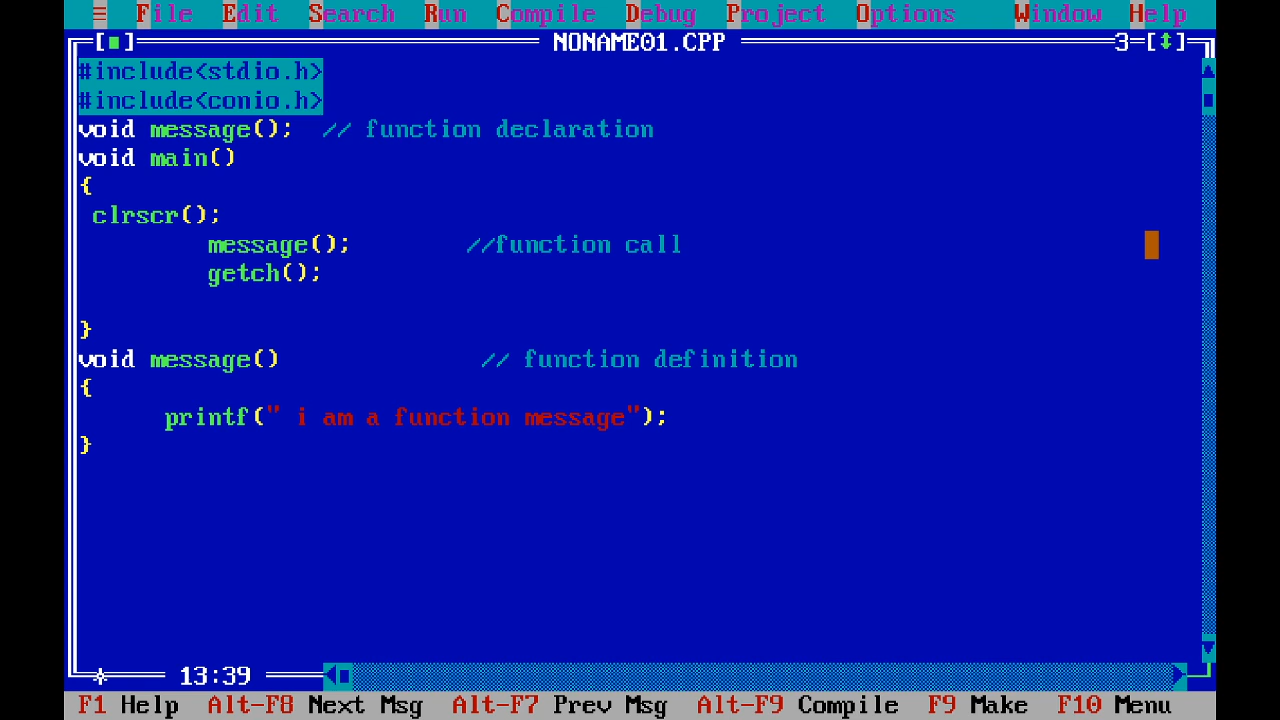 ≡ File Edit Search Run Compile Debug Project Options Window Help
[■] NONAME01.CPP 3=[↕]
#include<stdio.h>
#include<conio.h>
void message(); // function declaration
void main()
{
clrscr();
message(); //function call
getch();
}
void message() // function definition
{
printf(" i am a function message");
}
13:39
F1 Help Alt-F8 Next Msg Alt-F7 Prev Msg Alt-F9 Compile F9 Make F10 Menu